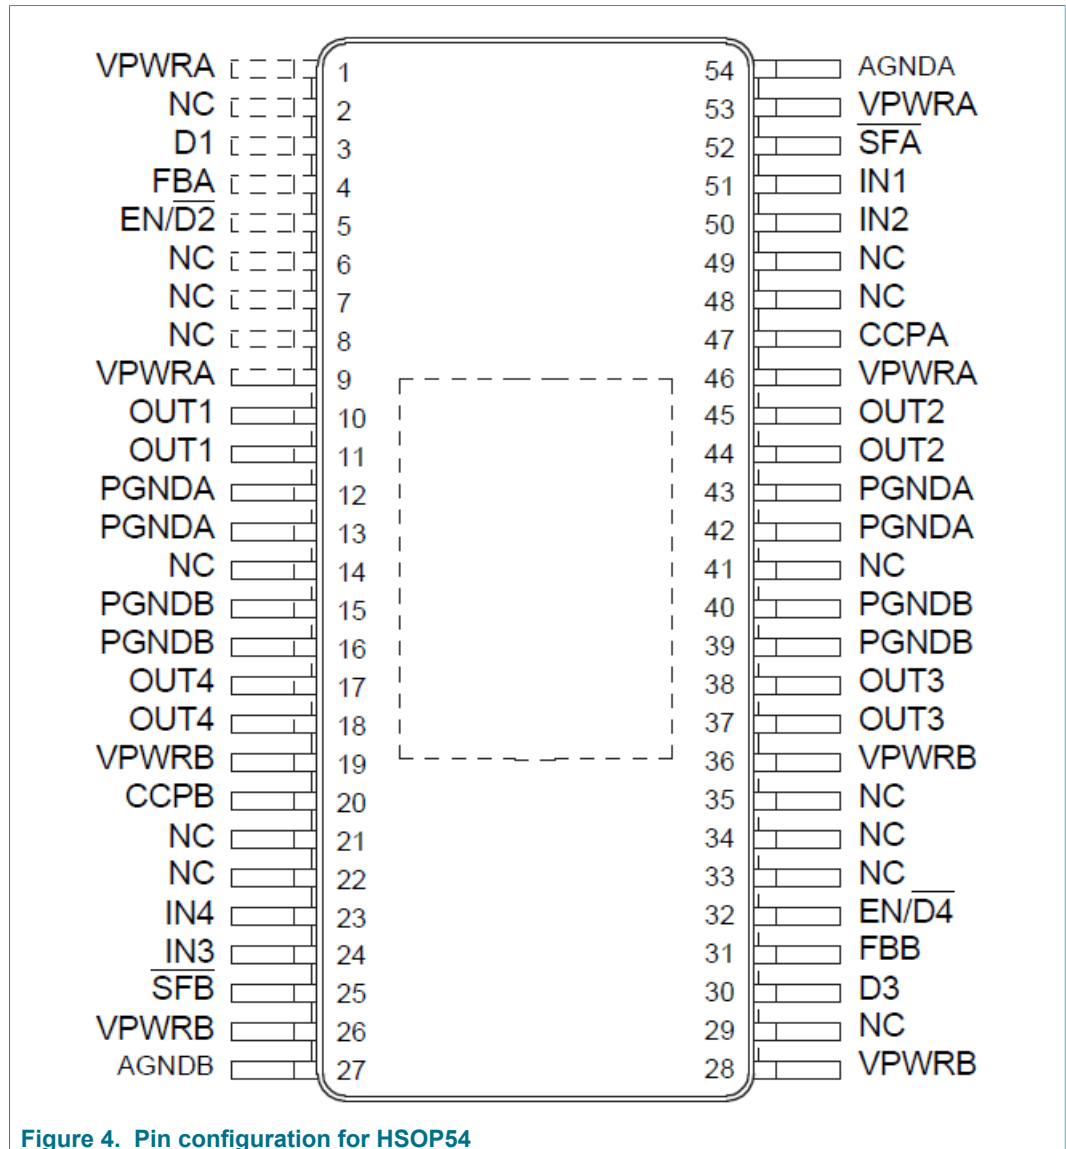 VPWRA 1 54 AGNDA
NC 2 53 VPWRA
D1 3 52 S̅F̅A̅
FBA 4 51 IN1
EN/D̅2̅ 5 50 IN2
NC 6 49 NC
NC 7 48 NC
NC 8 47 CCPA
VPWRA 9 46 VPWRA
OUT1 10 45 OUT2
OUT1 11 44 OUT2
PGNDA 12 43 PGNDA
PGNDA 13 42 PGNDA
NC 14 41 NC
PGNDB 15 40 PGNDB
PGNDB 16 39 PGNDB
OUT4 17 38 OUT3
OUT4 18 37 OUT3
VPWRB 19 36 VPWRB
CCPB 20 35 NC
NC 21 34 NC
NC 22 33 NC
IN4 23 32 EN/D̅4̅
IN3 24 31 FBB
S̅F̅B̅ 25 30 D3
VPWRB 26 29 NC
AGNDB 27 28 VPWRB
Figure 4. Pin configuration for HSOP54